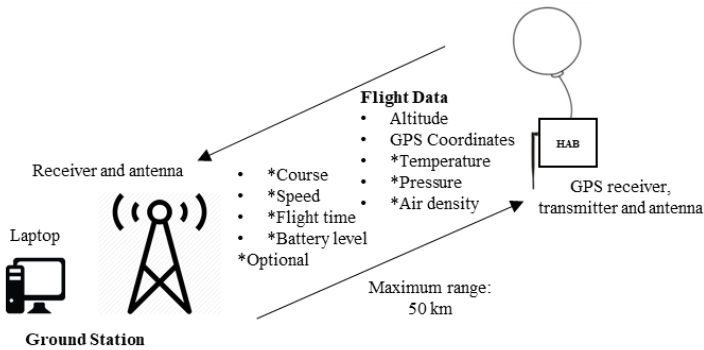 Flight Data
• Altitude
• GPS Coordinates
• *Temperature
• *Pressure
• *Air density
HAB
GPS receiver,
transmitter and antenna
Receiver and antenna
• *Course
• *Speed
• *Flight time
• *Battery level
*Optional
Laptop
Maximum range:
50 km
Ground Station